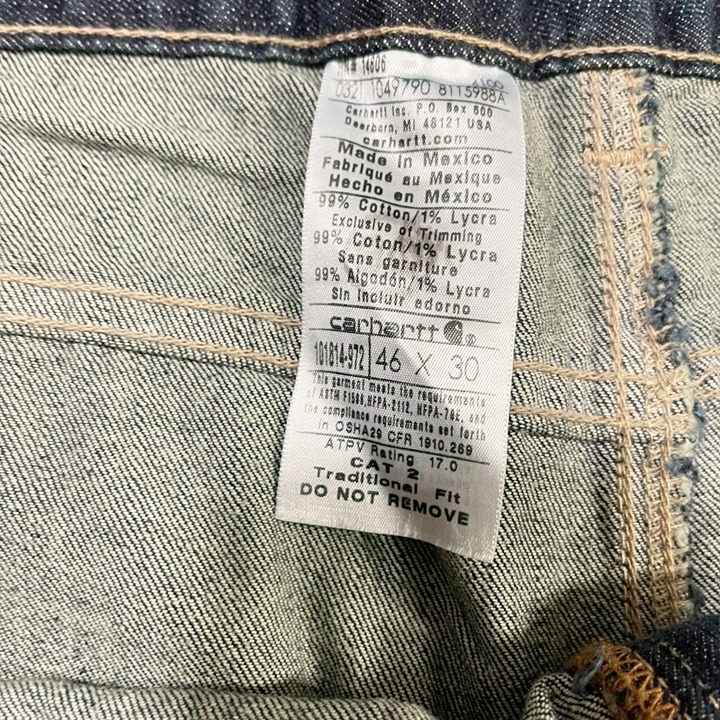 RN# 14806
D321 1049790 8115988A
Carhartt Inc. P.O. Box 600
Dearborn, MI 48121 USA
carhartt.com
Made in Mexico
Fabriqué au Mexique
Hecho en México
99% Cotton/1% Lycra
Exclusive of Trimming
99% Coton/1% Lycra
Sans garniture
99% Algodón/1% Lycra
Sin incluir adorno
carhartt ®
101814-972 46 X 30
This garment meets the requirements
of ASTM F1506, NFPA-2112, NFPA-70E, and
the compliance requirements set forth
in OSHA29 CFR 1910.269
ATPV Rating 17.0
CAT 2
Traditional Fit
DO NOT REMOVE